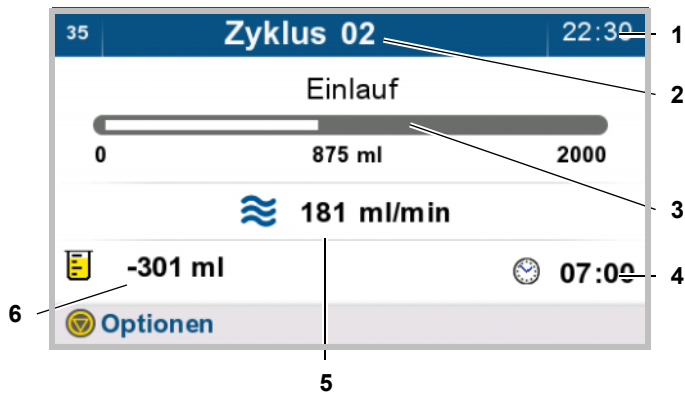 35 Zyklus 02 22:30 1
2
Einlauf
0 875 ml 2000
181 ml/min 3
-301 ml 07:00 4
6
Optionen
5